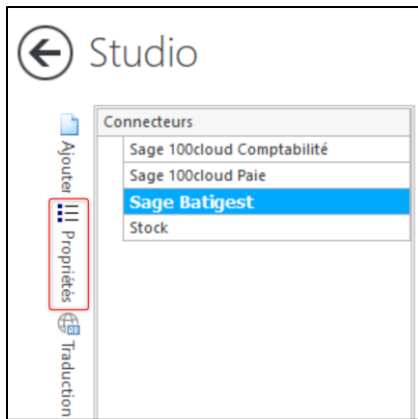 Studio
Ajouter
Propriétés
Traduction
Connecteurs
Sage 100cloud Comptabilité
Sage 100cloud Paie
Sage Batigest
Stock